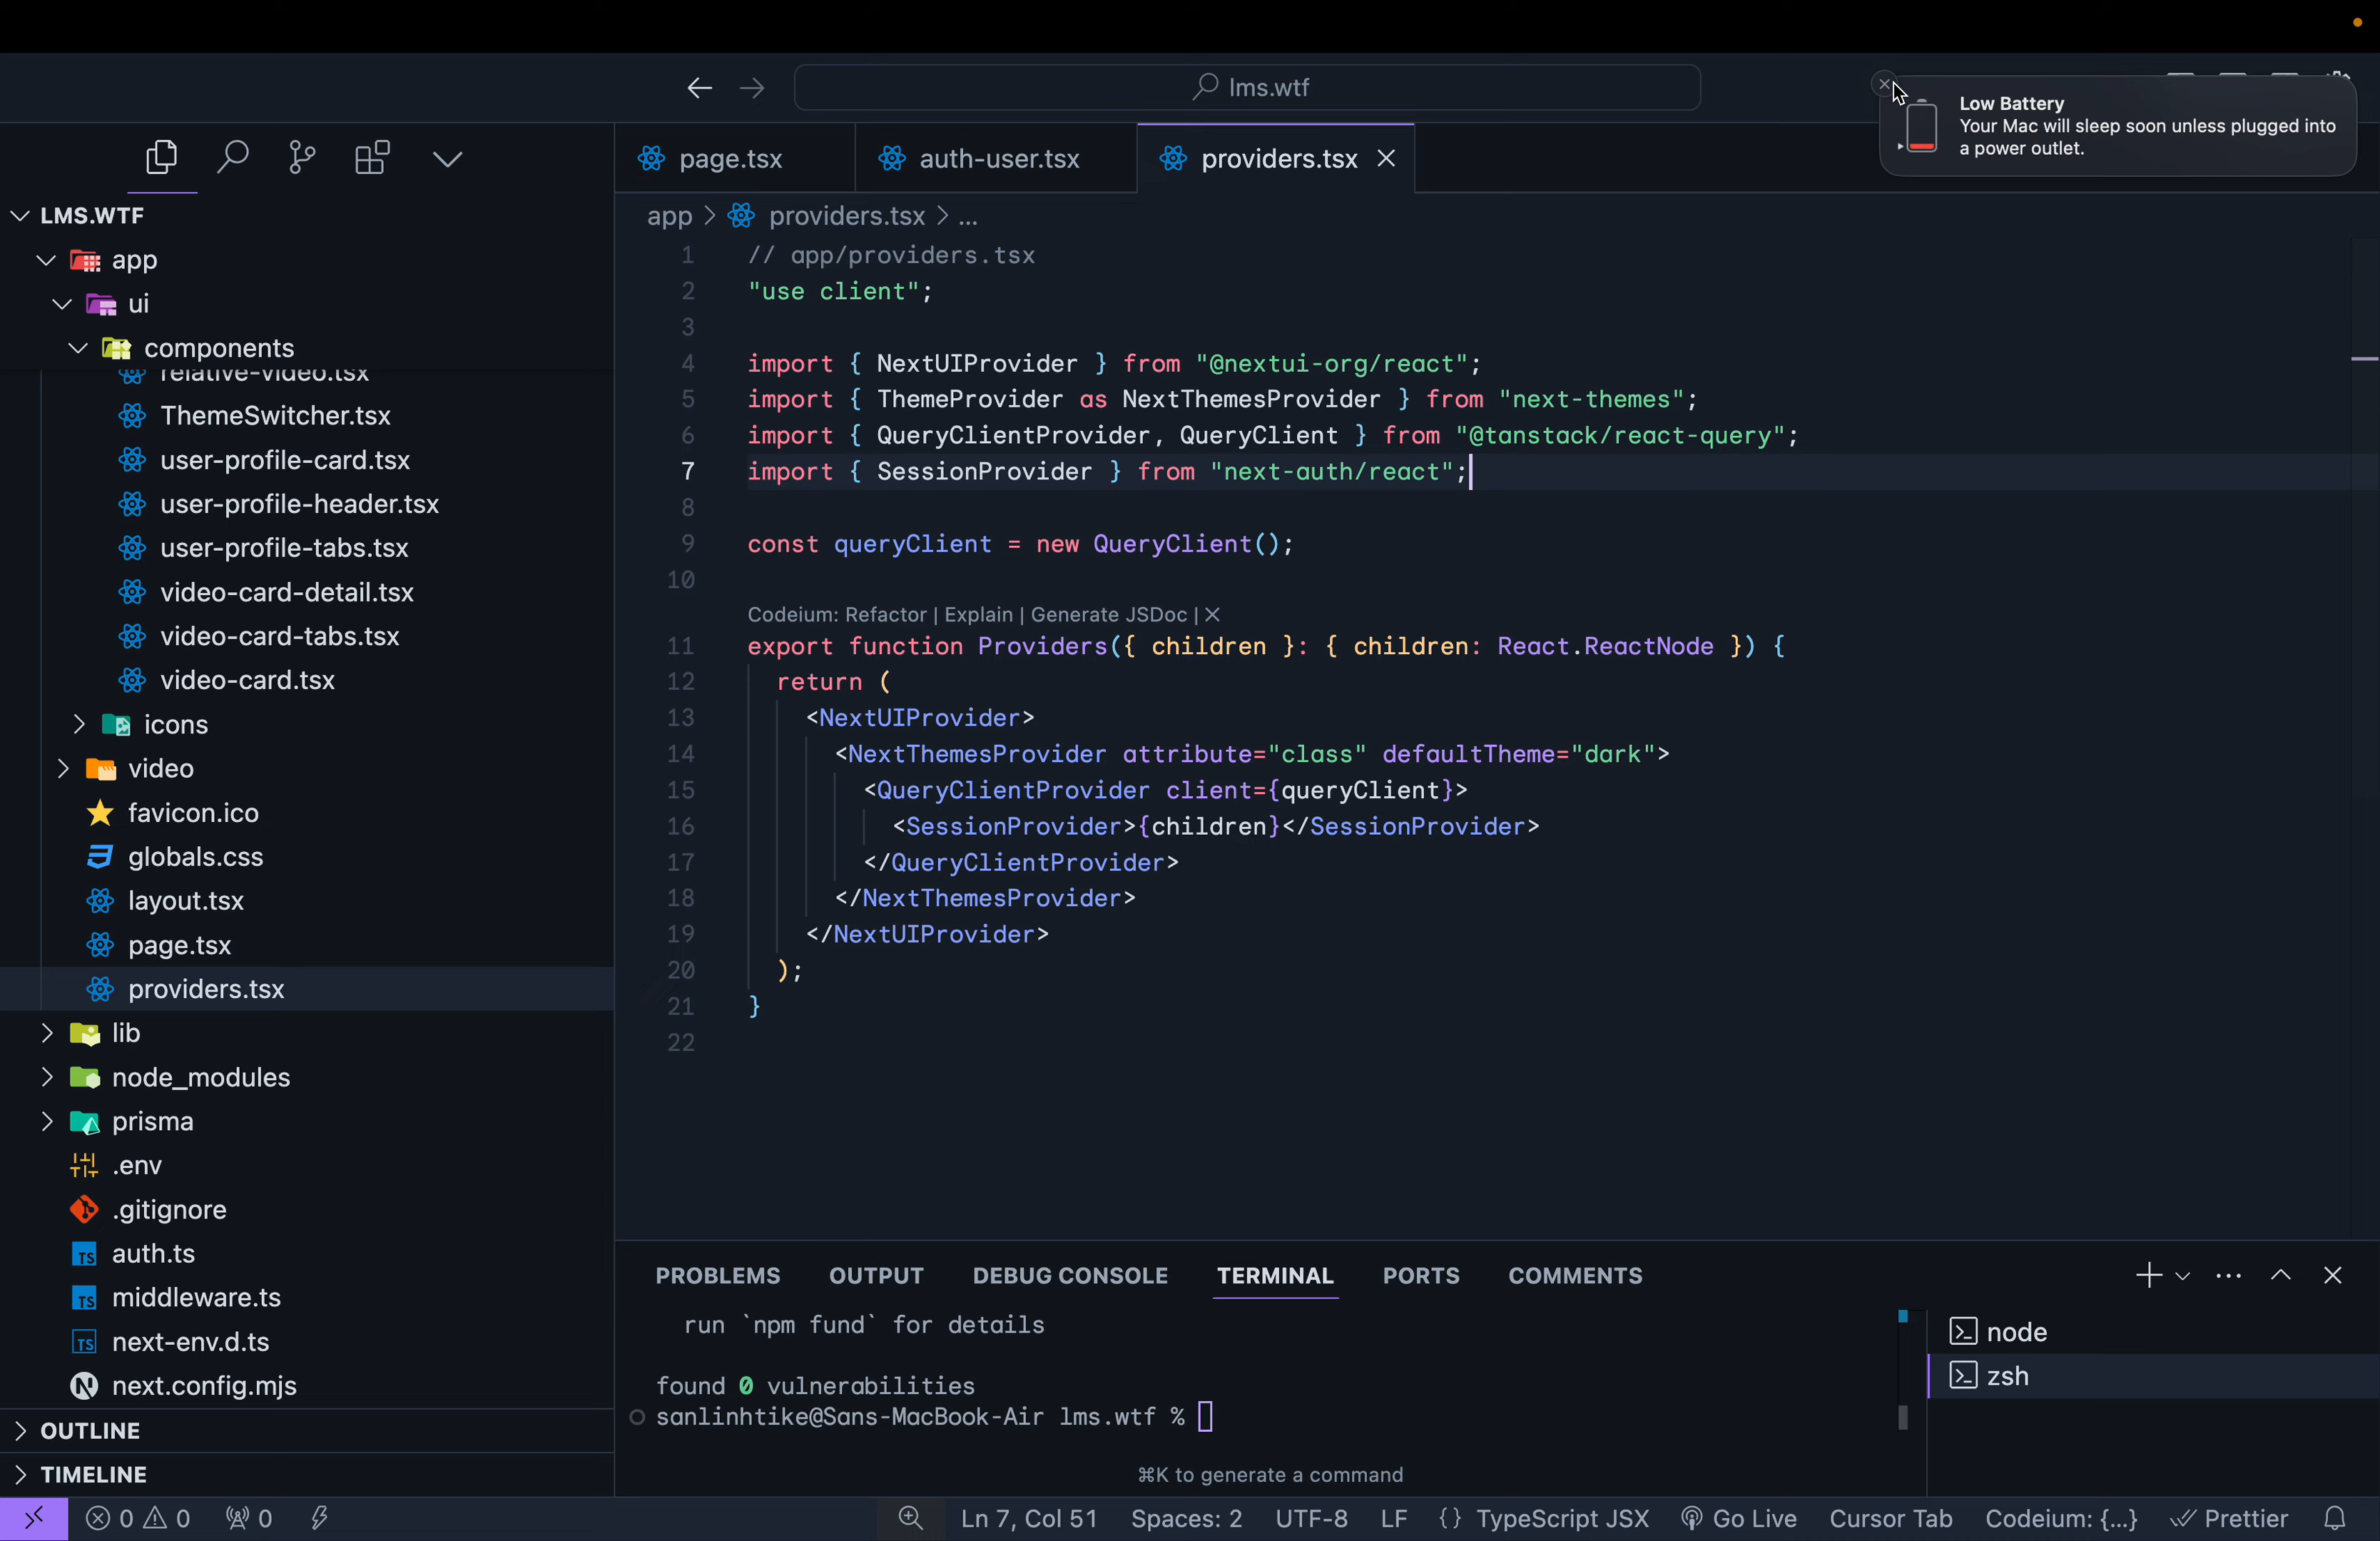 lms.wtf
Low Battery
Your Mac will sleep soon unless plugged into
a power outlet.
page.tsx
auth-user.tsx
providers.tsx
LMS.WTF
app
ui
components
relative-video.tsx
ThemeSwitcher.tsx
user-profile-card.tsx
user-profile-header.tsx
user-profile-tabs.tsx
video-card-detail.tsx
video-card-tabs.tsx
video-card.tsx
icons
video
favicon.ico
globals.css
layout.tsx
page.tsx
providers.tsx
lib
node_modules
prisma
.env
.gitignore
TS auth.ts
TS middleware.ts
TS next-env.d.ts
N next.config.mjs
OUTLINE
TIMELINE
app > providers.tsx > ...
1 // app/providers.tsx
2 "use client";
3
4 import { NextUIProvider } from "@nextui-org/react";
5 import { ThemeProvider as NextThemesProvider } from "next-themes";
6 import { QueryClientProvider, QueryClient } from "@tanstack/react-query";
7 import { SessionProvider } from "next-auth/react";
8
9 const queryClient = new QueryClient();
10
Codeium: Refactor | Explain | Generate JSDoc | ×
11 export function Providers({ children }: { children: React.ReactNode }) {
12 return (
13 <NextUIProvider>
14 <NextThemesProvider attribute="class" defaultTheme="dark">
15 <QueryClientProvider client={queryClient}>
16 <SessionProvider>{children}</SessionProvider>
17 </QueryClientProvider>
18 </NextThemesProvider>
19 </NextUIProvider>
20 );
21 }
22
PROBLEMS OUTPUT DEBUG CONSOLE TERMINAL PORTS COMMENTS
run `npm fund` for details
found 0 vulnerabilities
sanlinhtike@Sans-MacBook-Air lms.wtf %
⌘K to generate a command
node
zsh
0 0 0 Ln 7, Col 51 Spaces: 2 UTF-8 LF {} TypeScript JSX Go Live Cursor Tab Codeium: {...} Prettier